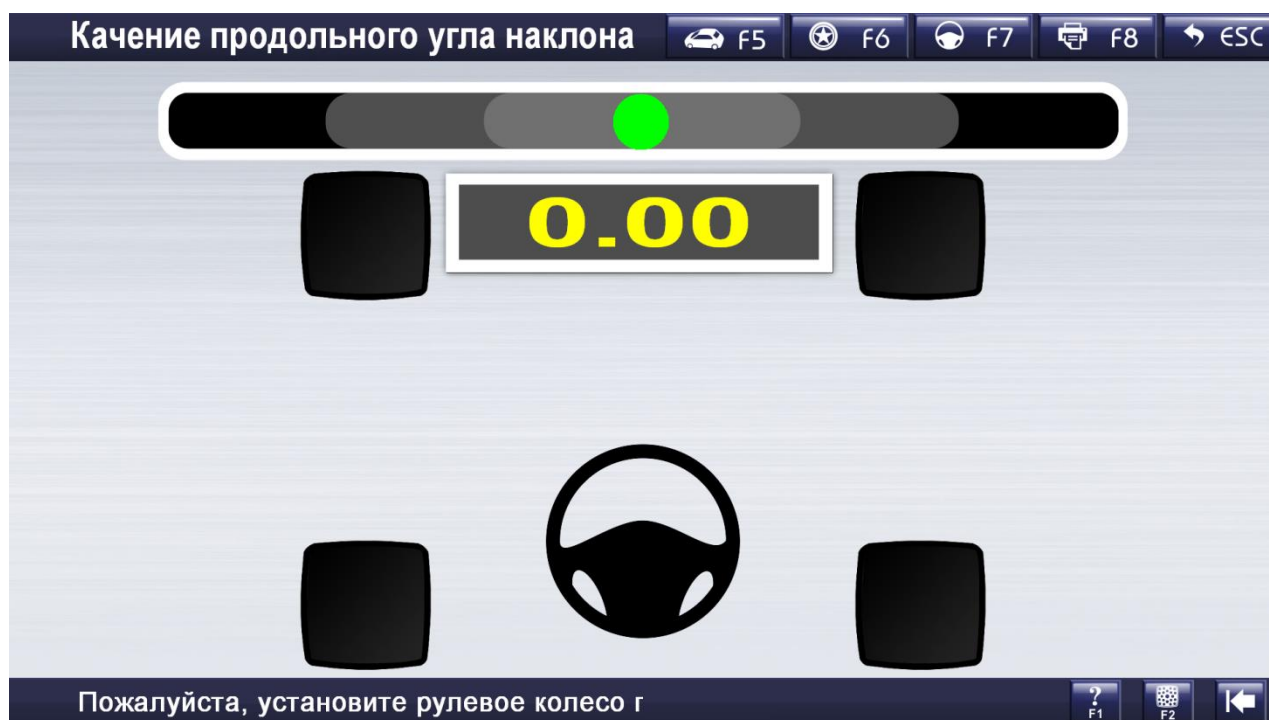 Качение продольного угла наклона F5 F6 F7 F8 ESC
0.00
Пожалуйста, установите рулевое колесо г
? F1 F2